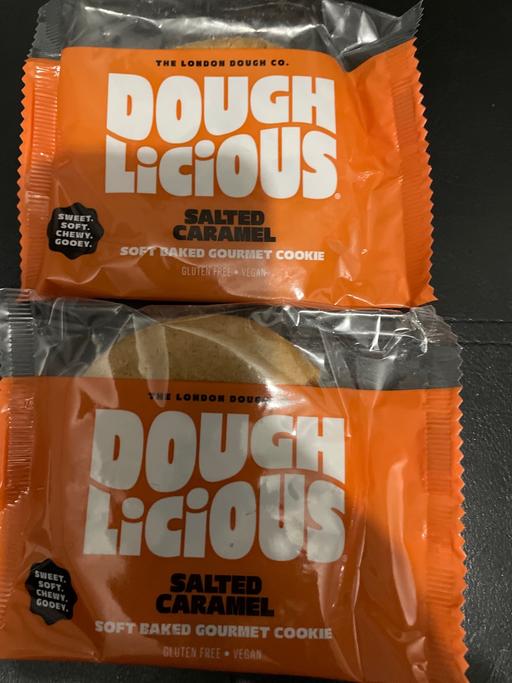 THE LONDON DOUGH CO.
DOUGH
LiCiOUS®
SALTED
CARAMEL
SWEET.
SOFT.
CHEWY.
GOOEY.
SOFT BAKED GOURMET COOKIE
GLUTEN FREE • VEGAN
THE LONDON DOUGH
DOUGH
LiCiOUS
SALTED
CARAMEL
SWEET.
SOFT.
CHEWY.
GOOEY.
SOFT BAKED GOURMET COOKIE
GLUTEN FREE • VEGAN